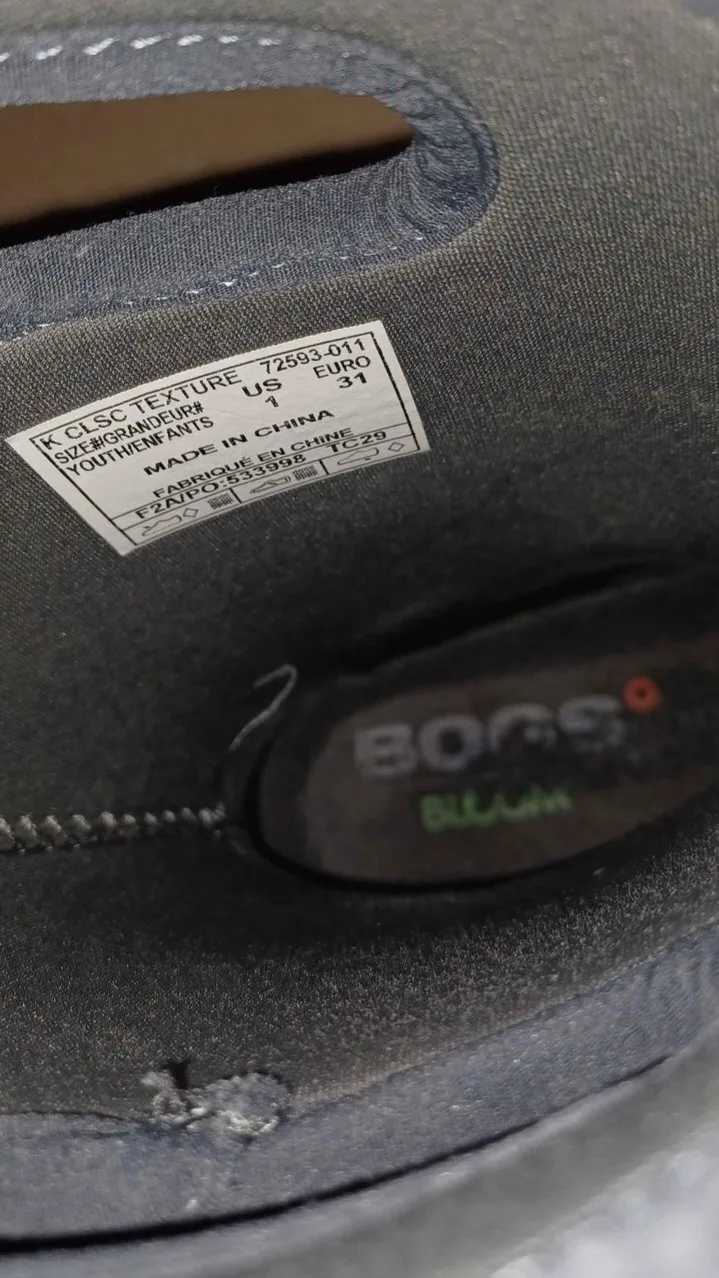 K CLSC TEXTURE 72593-011
SIZE#/GRANDEUR# US EURO
YOUTH/ENFANTS 1 31
MADE IN CHINA
FABRIQUÉ EN CHINE
F2A/PO:533998 TC29
BOGS